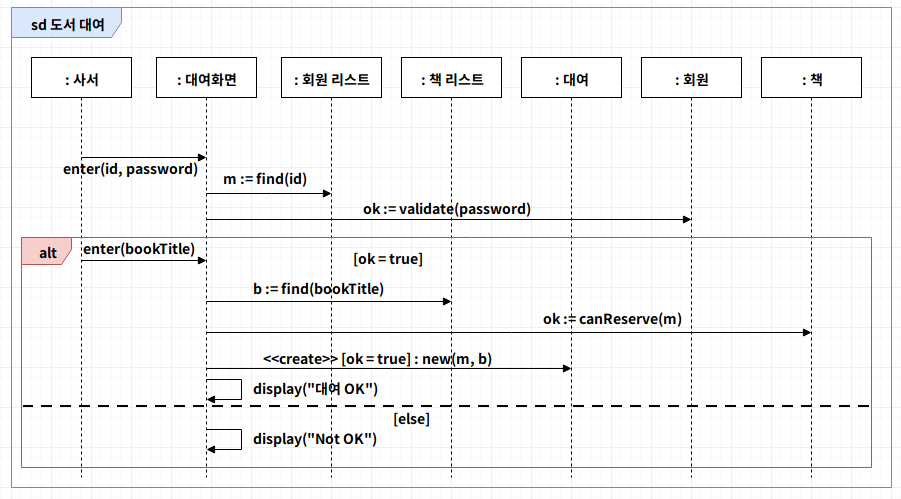 sd 도서 대여
: 사서
: 대여화면
: 회원 리스트
: 책 리스트
: 대여
: 회원
: 책
enter(id, password)
m := find(id)
ok := validate(password)
alt
enter(bookTitle)
[ok = true]
b := find(bookTitle)
ok := canReserve(m)
<<create>> [ok = true] : new(m, b)
display("대여 OK")
[else]
display("Not OK")